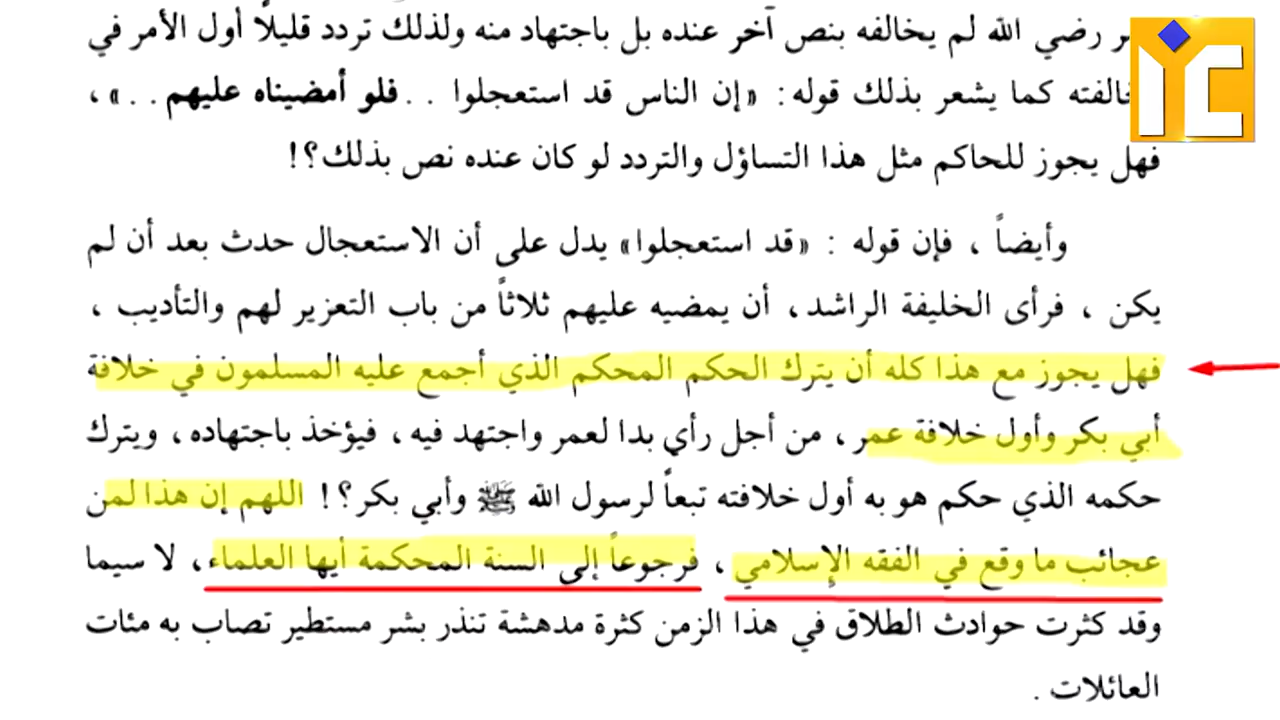 ر رضي الله لم يخالفه بنص آخر عنده بل باجتهاد منه ولذلك تردد قليلاً أول الأمر في
الفته كما يشعر بذلك قوله : «إن الناس قد استعجلوا . . فلو أمضيناه عليهم . .» ،
فهل يجوز للحاكم مثل هذا التساؤل والتردد لو كان عنده نص بذلك؟!
وأيضاً ، فإن قوله : «قد استعجلوا» يدل على أن الاستعجال حدث بعد أن لم
يكن ، فرأى الخليفة الراشد، أن يمضيه عليهم ثلاثاً من باب التعزير لهم والتأديب ،
فهل يجوز مع هذا كله أن يترك الحكم المحكم الذي أجمع عليه المسلمون في خلافة
أبي بكر وأول خلافة عمر، من أجل رأي بدا لعمر واجتهد فيه، فيؤخذ باجتهاده، ويترك
حكمه الذي حكم هو به أول خلافته تبعاً لرسول الله ﷺ وأبي بكر؟! اللهم إن هذا لمن
عجائب ما وقع في الفقه الإسلامي ، فرجوعاً إلى السنة المحكمة أيها العلماء، لا سيما
وقد كثرت حوادث الطلاق في هذا الزمن كثرة مدهشة تنذر بشر مستطير تصاب به مئات
العائلات .